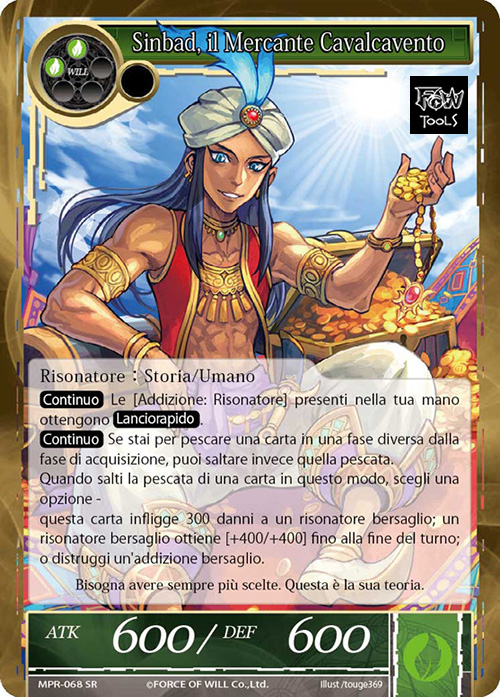 Sinbad, il Mercante Cavalcavento
WILL
FOW
TOOLS
Risonatore : Storia/Umano
Continuo Le [Addizione: Risonatore] presenti nella tua mano
ottengono Lanciorapido.
Continuo Se stai per pescare una carta in una fase diversa dalla
fase di acquisizione, puoi saltare invece quella pescata.
Quando salti la pescata di una carta in questo modo, scegli una
opzione -
questa carta infligge 300 danni a un risonatore bersaglio; un
risonatore bersaglio ottiene [+400/+400] fino alla fine del turno;
o distruggi un'addizione bersaglio.
Bisogna avere sempre più scelte. Questa è la sua teoria.
ATK 600/ DEF 600
MPR-068 SR ©FORCE OF WILL Co.,Ltd. Illust/touge369